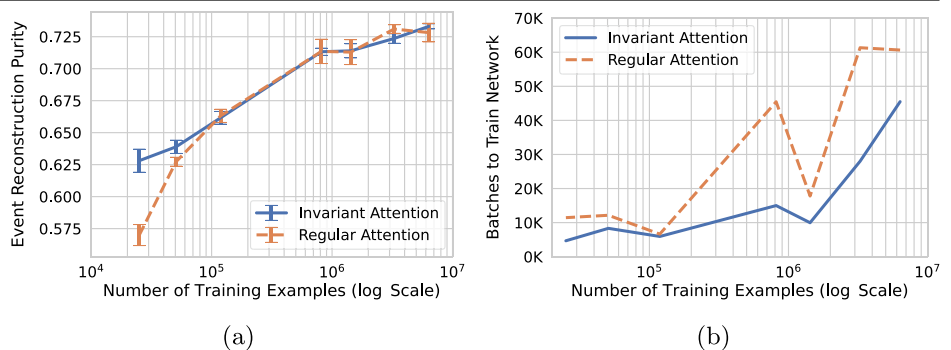 0.725
0.700
0.675
0.650
0.625
0.600
0.575
Event Reconstruction Purity
Invariant Attention
Regular Attention
10^4
10^5
10^6
10^7
Number of Training Examples (log Scale)
(a)
70K
60K
50K
40K
30K
20K
10K
0K
Batches to Train Network
Invariant Attention
Regular Attention
10^5
10^6
10^7
Number of Training Examples (log Scale)
(b)